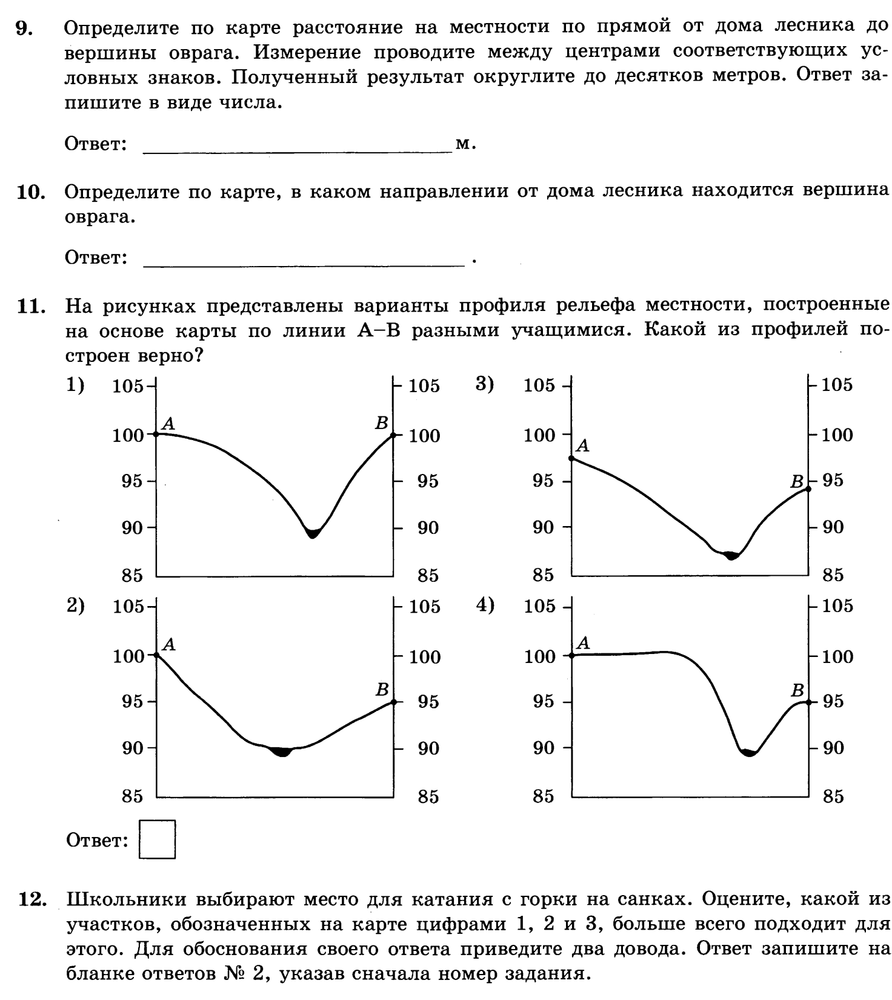 9. Определите по карте расстояние на местности по прямой от дома лесника до
вершины оврага. Измерение проводите между центрами соответствующих ус-
ловных знаков. Полученный результат округлите до десятков метров. Ответ за-
пишите в виде числа.
Ответ: ______ м.
10. Определите по карте, в каком направлении от дома лесника находится вершина
оврага.
Ответ: ______ .
11. На рисунках представлены варианты профиля рельефа местности, построенные
на основе карты по линии А–В разными учащимися. Какой из профилей по-
строен верно?
1) 105 105
A B
100 100
95 95
90 90
85 85
3) 105 105
100 100
A
95 B 95
90 90
85 85
2) 105 105
A
100 100
B
95 95
90 90
85 85
4) 105 105
A
100 100
B
95 95
90 90
85 85
Ответ:
12. Школьники выбирают место для катания с горки на санках. Оцените, какой из
участков, обозначенных на карте цифрами 1, 2 и 3, больше всего подходит для
этого. Для обоснования своего ответа приведите два довода. Ответ запишите на
бланке ответов № 2, указав сначала номер задания.